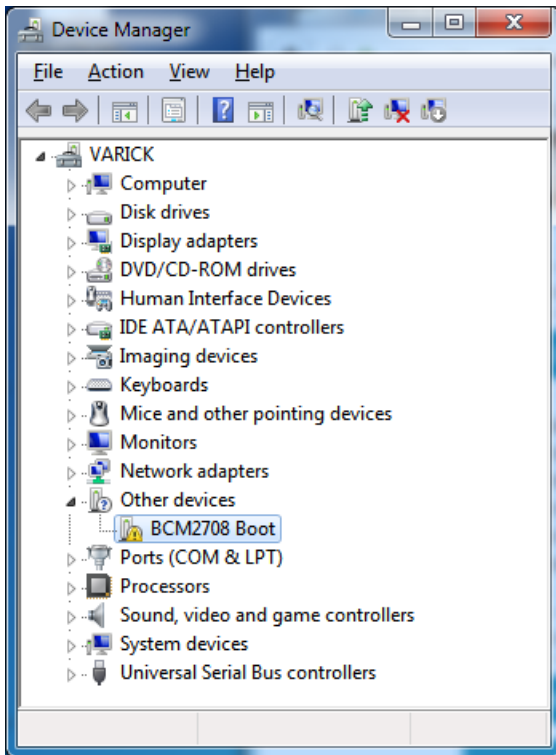 Device Manager
File Action View Help
VARICK
Computer
Disk drives
Display adapters
DVD/CD-ROM drives
Human Interface Devices
IDE ATA/ATAPI controllers
Imaging devices
Keyboards
Mice and other pointing devices
Monitors
Network adapters
Other devices
BCM2708 Boot
Ports (COM & LPT)
Processors
Sound, video and game controllers
System devices
Universal Serial Bus controllers